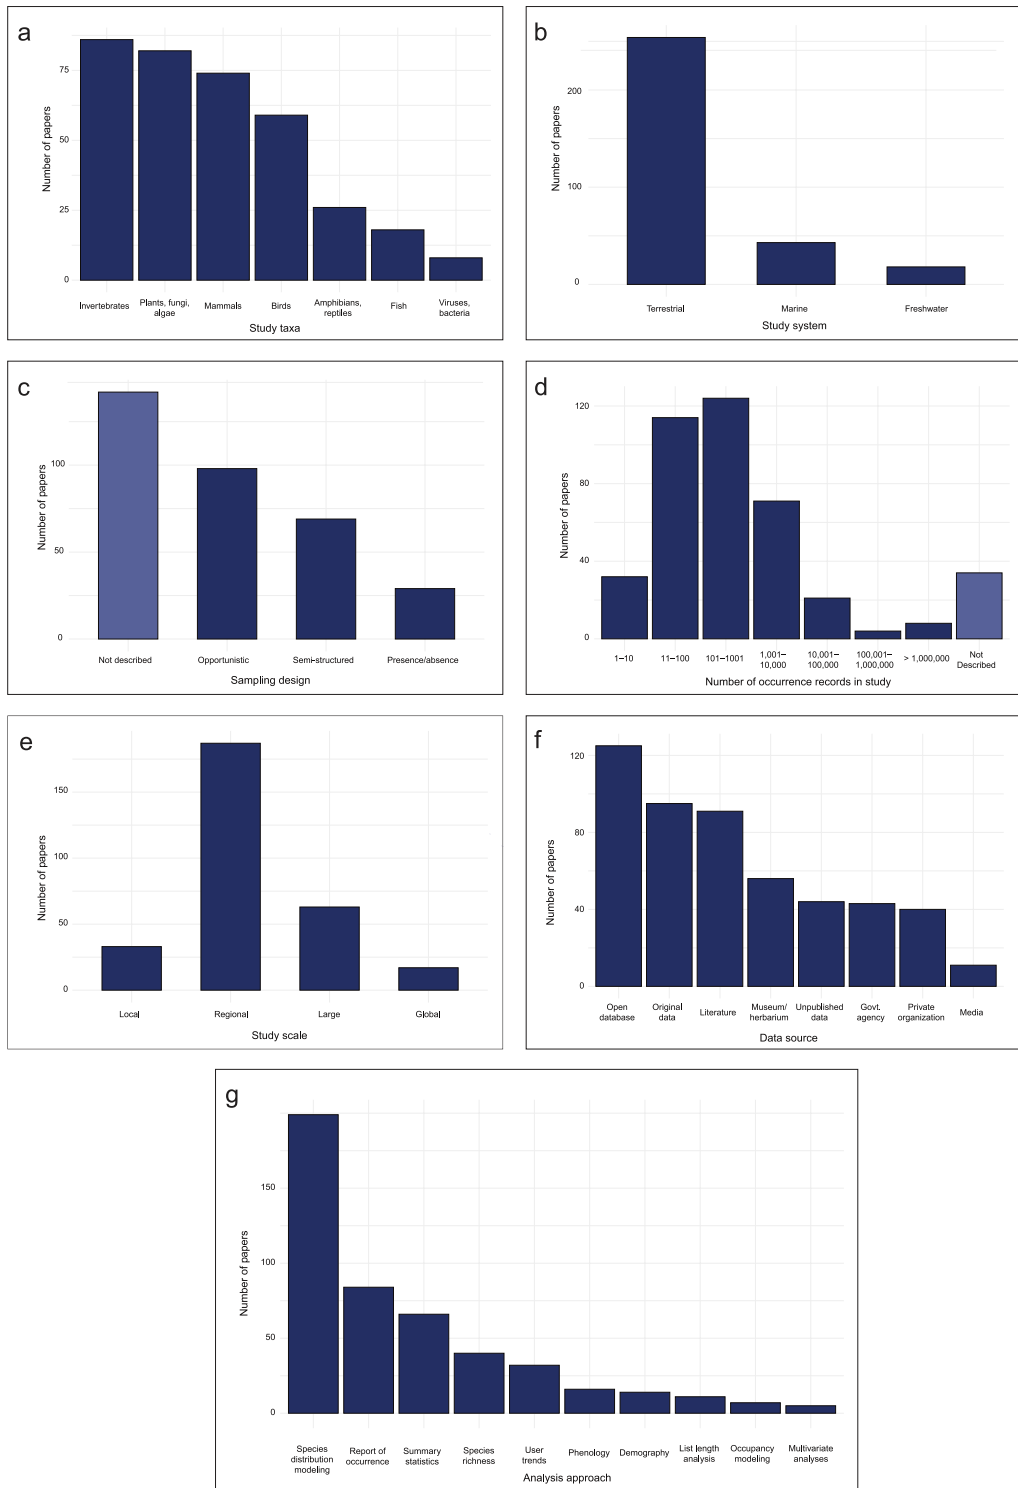 a
Number of papers
75
50
25
0
Invertebrates
Plants, fungi,
algae
Mammals
Birds
Amphibians,
reptiles
Fish
Viruses,
bacteria
Study taxa
b
Number of papers
200
100
0
Terrestrial
Marine
Freshwater
Study system
c
Number of papers
100
50
0
Not described
Opportunistic
Semi-structured
Presence/absence
Sampling design
d
Number of papers
120
80
40
0
1–10
11–100
101–1001
1,001–
10,000
10,001–
100,000
100,001–
1,000,000
> 1,000,000
Not
Described
Number of occurrence records in study
e
Number of papers
150
100
50
0
Local
Regional
Large
Global
Study scale
f
Number of papers
120
80
40
0
Open
database
Original
data
Literature
Museum/
herbarium
Unpublished
data
Govt.
agency
Private
organization
Media
Data source
g
Number of papers
150
100
50
0
Species
distribution
modeling
Report of
occurrence
Summary
statistics
Species
richness
User
trends
Phenology
Demography
List length
analysis
Occupancy
modeling
Multivariate
analyses
Analysis approach